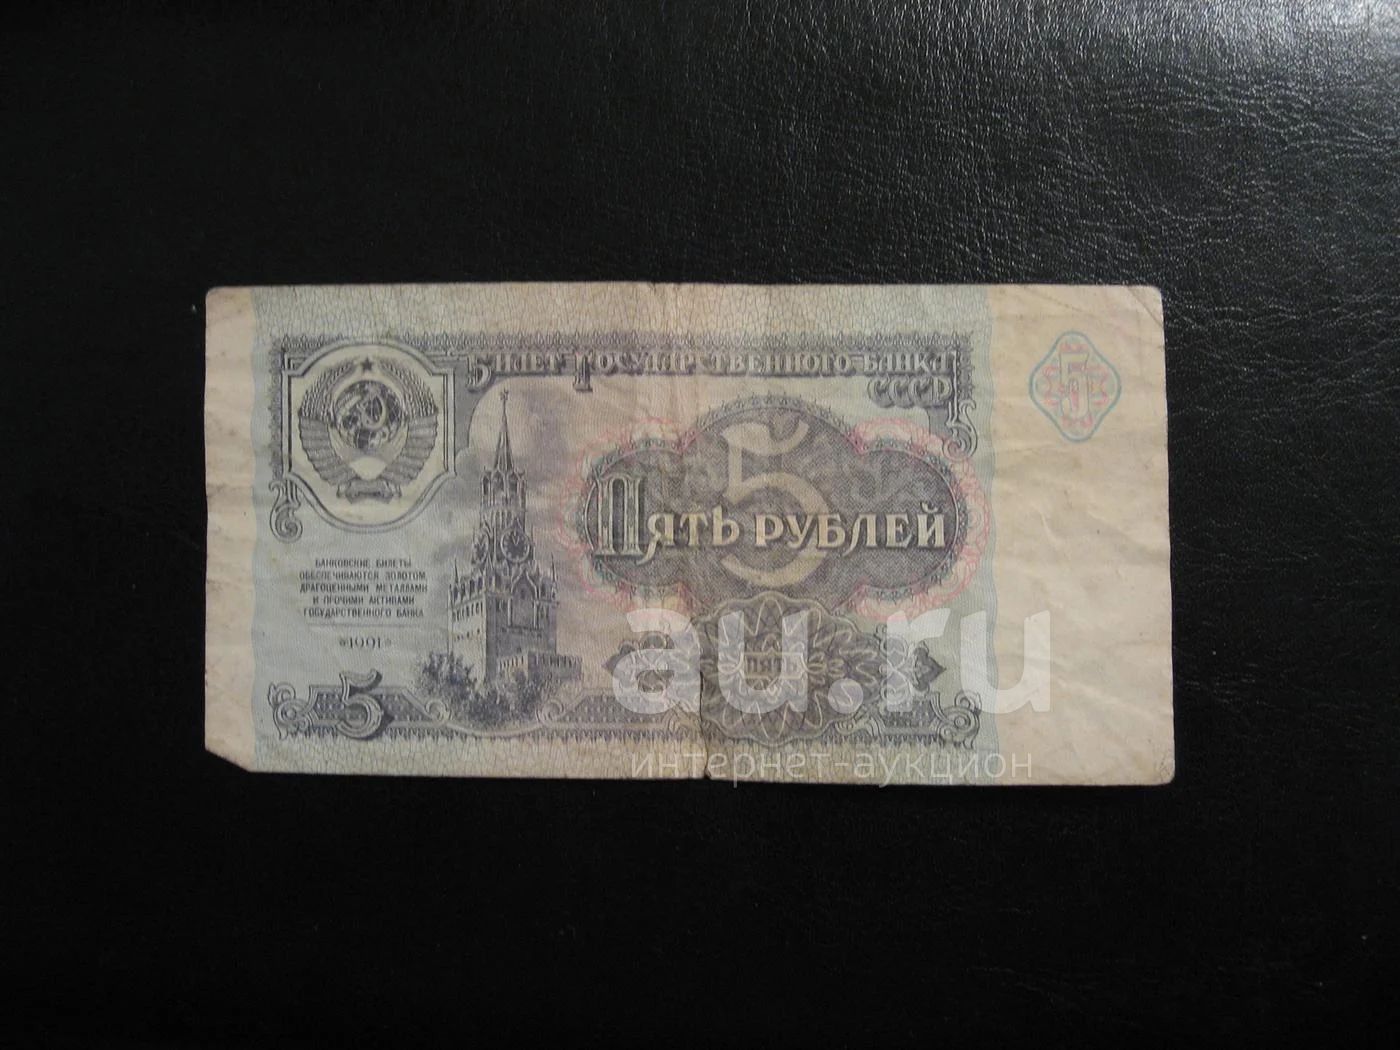 Билет Государственного Банка
СССР
5
5
Пять рублей
БАНКОВСКИЕ БИЛЕТЫ
ОБЕСПЕЧИВАЮТСЯ ЗОЛОТОМ,
ДРАГОЦЕННЫМИ МЕТАЛЛАМИ
И ПРОЧИМИ АКТИВАМИ
ГОСУДАРСТВЕННОГО БАНКА
*1991*
ПЯТЬ
5
au.ru
интернет-аукцион